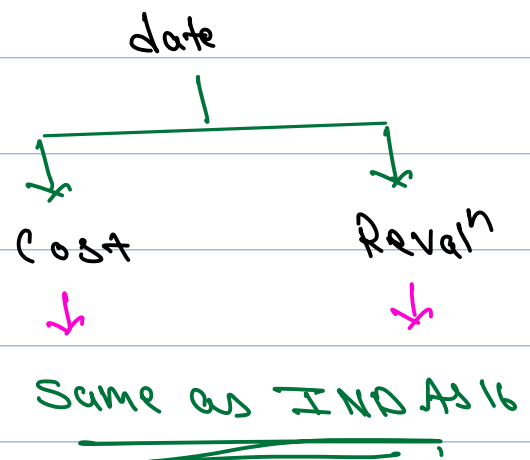 date
Cost Revalⁿ
Same as IND AS 16